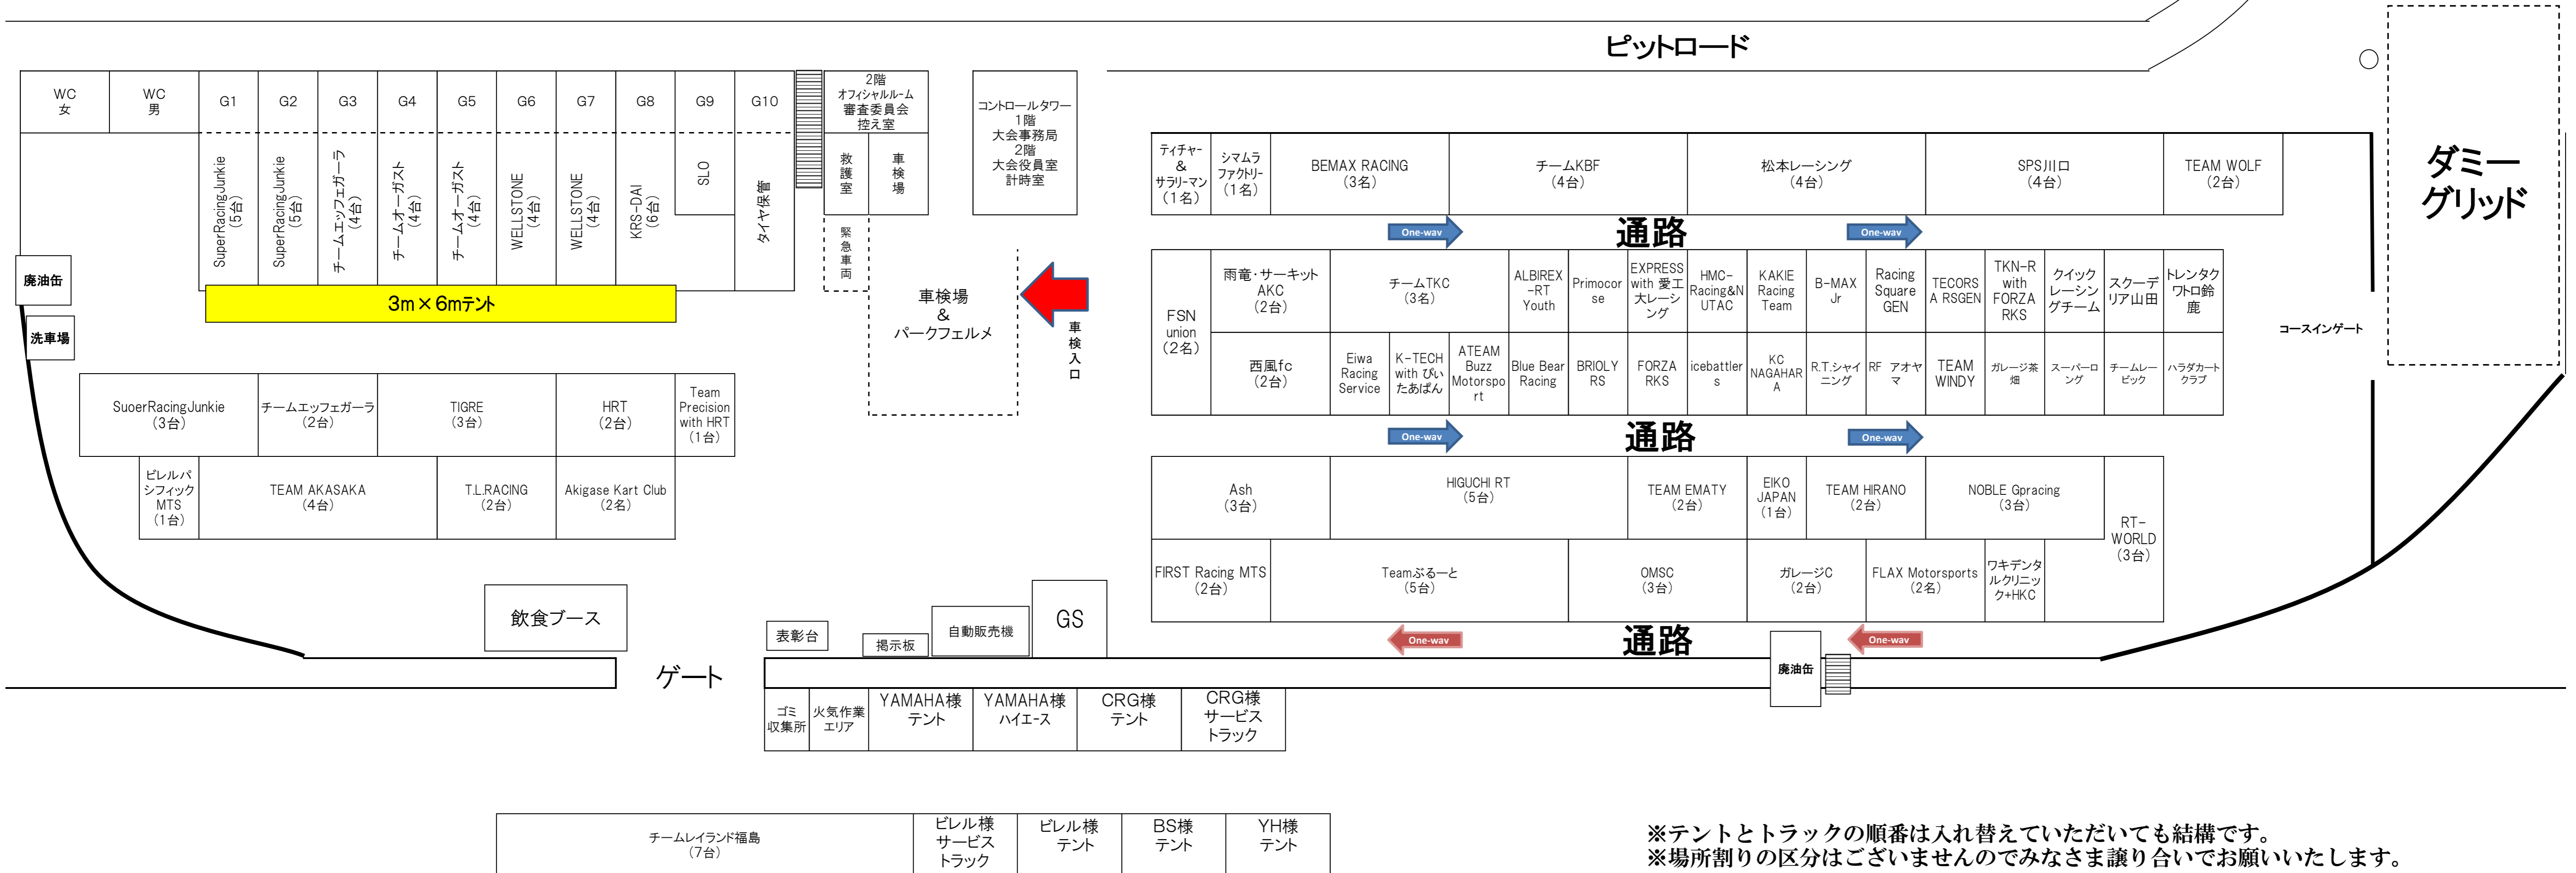 ピットロード
WC
女
WC
男
G1
G2
G3
G4
G5
G6
G7
G8
G9
G10
SuperRacingJunkie
(5台)
SuperRacingJunkie
(5台)
チームエッフェガーラ
(4台)
チームオーガスト
(4台)
チームオーガスト
(4台)
WELLSTONE
(4台)
WELLSTONE
(4台)
KRS-DAI
(6台)
SLO
タイヤ保管
2階
オフィシャルルーム
審査委員会
控え室
救護室
車検場
緊急車両
コントロールタワー
1階
大会事務局
2階
大会役員室
計時室
廃油缶
洗車場
3m×6mテント
車検場
&
パークフェルメ
車検入口
SuoerRacingJunkie
(3台)
チームエッフェガーラ
(2台)
TIGRE
(3台)
HRT
(2台)
Team
Precision
with HRT
(1台)
ビレルパ
シフィック
MTS
(1台)
TEAM AKASAKA
(4台)
T.L.RACING
(2台)
Akigase Kart Club
(2名)
ティチャー
&
サラリーマン
(1名)
シマムラ
ファクトリー
(1名)
BEMAX RACING
(3名)
チームKBF
(4台)
松本レーシング
(4台)
SPS川口
(4台)
TEAM WOLF
(2台)
One-wav
通路
One-wav
FSN
union
(2名)
雨竜・サーキット
AKC
(2台)
チームTKC
(3名)
ALBIREX
-RT
Youth
Primocor
se
EXPRESS
with 愛工
大レーシ
ング
HMC-
Racing&N
UTAC
KAKIE
Racing
Team
B-MAX
Jr
Racing
Square
GEN
TECORS
A RSGEN
TKN-R
with
FORZA
RKS
クイック
レーシン
グチーム
スクーデ
リア山田
トレンタク
ワトロ鈴
鹿
西風fc
(2台)
Eiwa
Racing
Service
K-TECH
with ぴぃ
たあぱん
ATEAM
Buzz
Motorspo
rt
Blue Bear
Racing
BRIOLY
RS
FORZA
RKS
icebattler
s
KC
NAGAHAR
A
R.T.シャイ
ニング
RF アオヤ
マ
TEAM
WINDY
ガレージ茶
畑
スーパーロ
ング
チームレー
ビック
ハラダカート
クラブ
One-wav
通路
One-wav
Ash
(3台)
HIGUCHI RT
(5台)
TEAM EMATY
(2台)
EIKO
JAPAN
(1台)
TEAM HIRANO
(2台)
NOBLE Gpracing
(3台)
RT-
WORLD
(3台)
FIRST Racing MTS
(2台)
Teamぶるーと
(5台)
OMSC
(3台)
ガレージC
(2台)
FLAX Motorsports
(2名)
ワキデンタ
ルクリニッ
ク+HKC
One-wav
通路
One-wav
廃油缶
コースインゲート
ダミー
グリッド
飲食ブース
ゲート
表彰台
掲示板
自動販売機
GS
ゴミ
収集所
火気作業
エリア
YAMAHA様
テント
YAMAHA様
ハイエース
CRG様
テント
CRG様
サービス
トラック
チームレイランド福島
(7台)
ビレル様
サービス
トラック
ビレル様
テント
BS様
テント
YH様
テント
※テントとトラックの順番は入れ替えていただいても結構です。
※場所割りの区分はございませんのでみなさま譲り合いでお願いいたします。